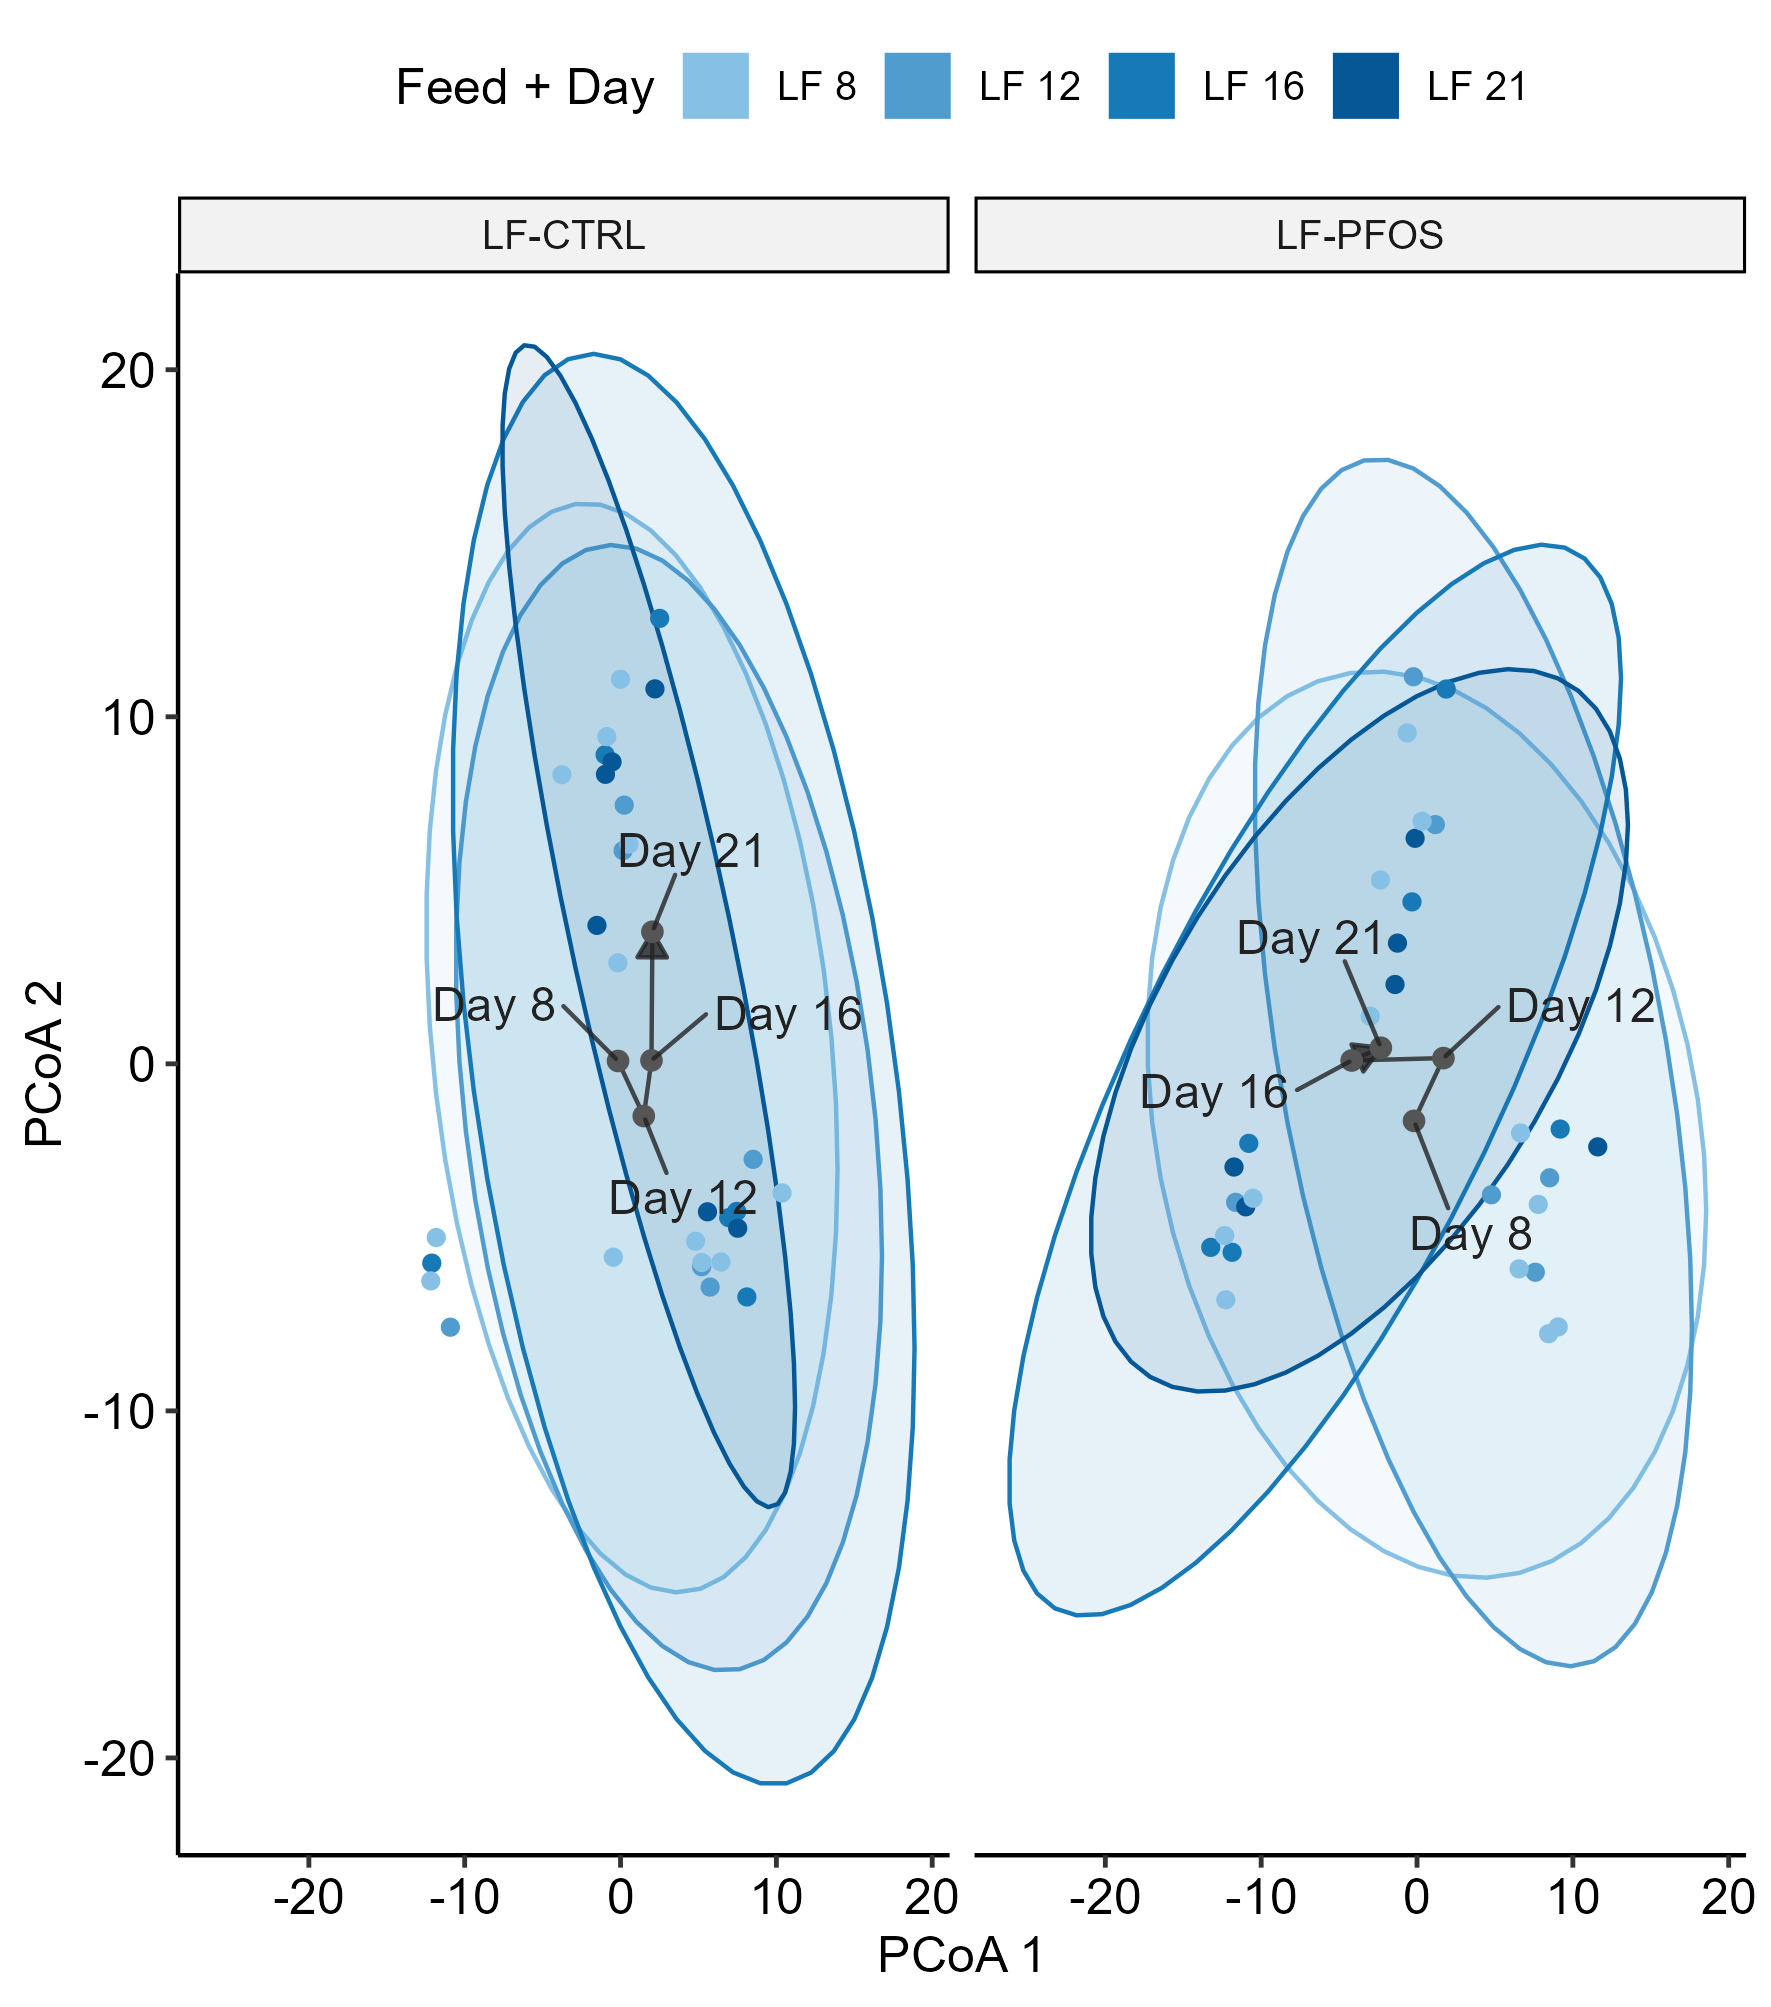 Feed + Day LF 8 LF 12 LF 16 LF 21
LF-CTRL LF-PFOS
20
10
0
-10
-20
PCoA 2
Day 21
Day 8
Day 16
Day 12
Day 21
Day 12
Day 16
Day 8
-20 -10 0 10 20 -20 -10 0 10 20
PCoA 1